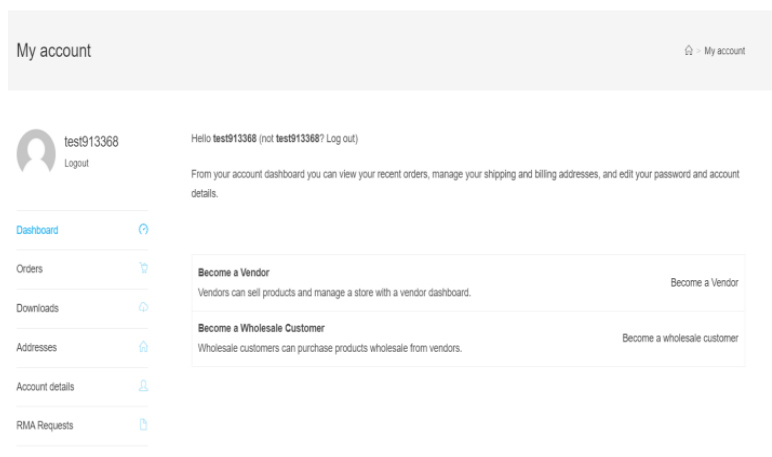 My account
> My account
test913368
Logout
Dashboard
Orders
Downloads
Addresses
Account details
RMA Requests
Hello test913368 (not test913368? Log out)
From your account dashboard you can view your recent orders, manage your shipping and billing addresses, and edit your password and account
details.
Become a Vendor
Vendors can sell products and manage a store with a vendor dashboard.
Become a Vendor
Become a Wholesale Customer
Wholesale customers can purchase products wholesale from vendors.
Become a wholesale customer